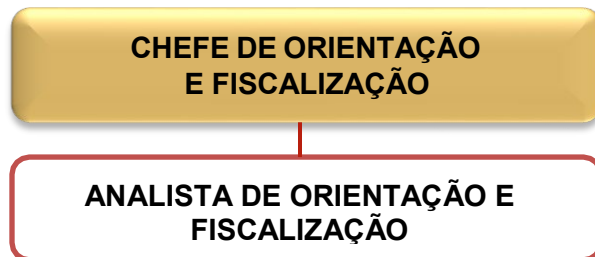 CHEFE DE ORIENTAÇÃO
E FISCALIZAÇÃO
ANALISTA DE ORIENTAÇÃO E
FISCALIZAÇÃO